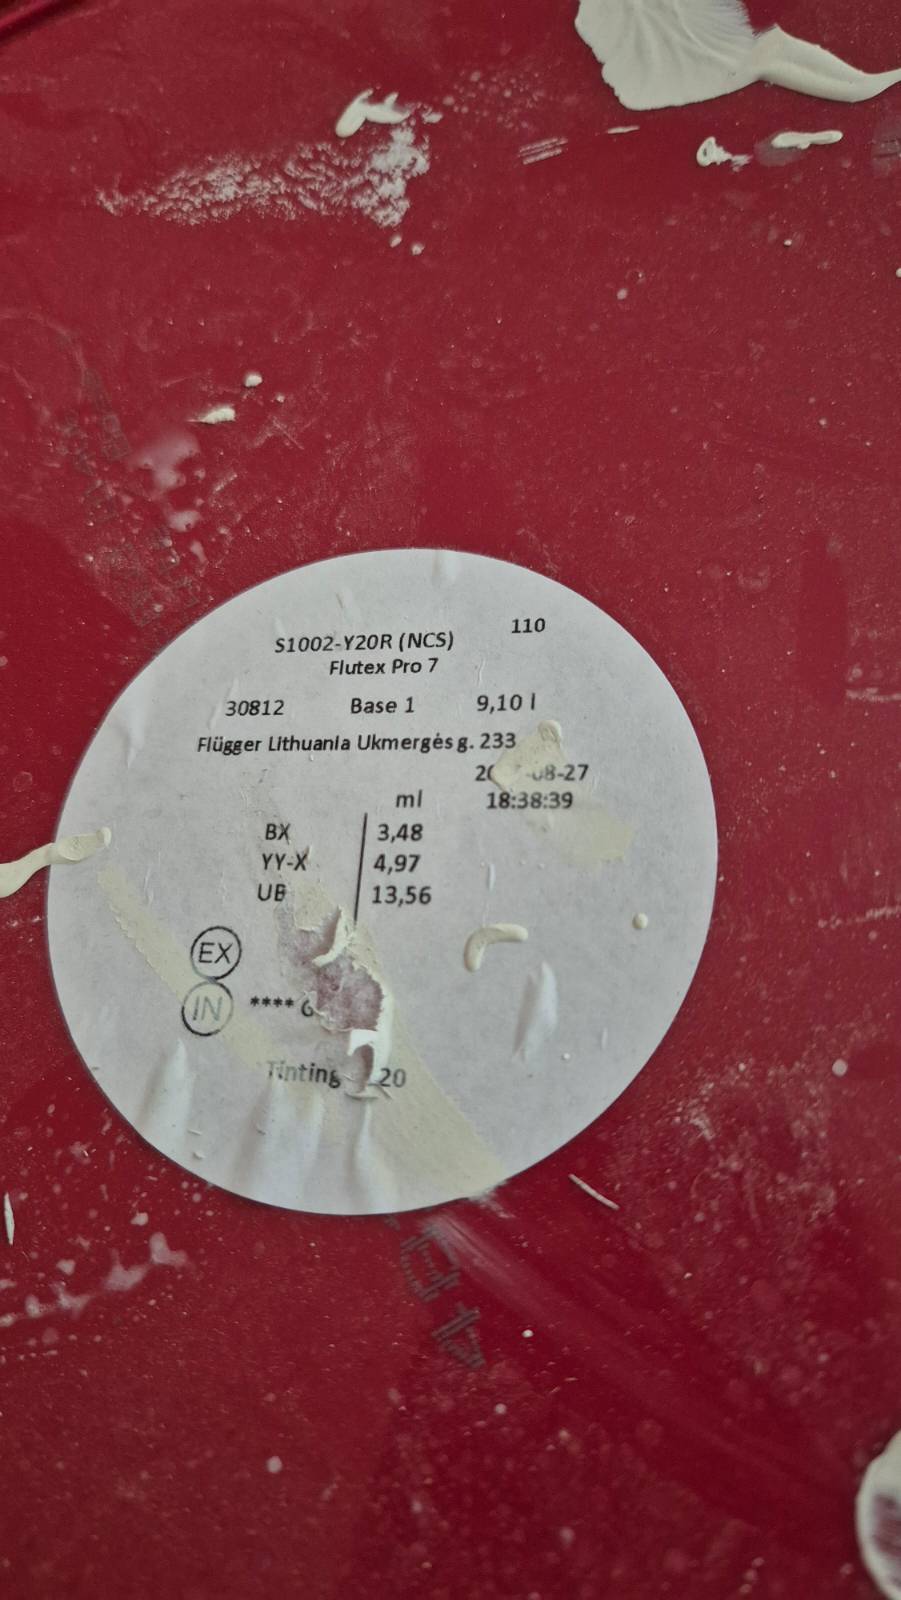 S1002-Y20R (NCS) 110
Flutex Pro 7
30812 Base 1 9,10 l
Flügger Lithuania Ukmergės g. 233
08-27
ml 18:38:39
BX 3,48
YY-X 4,97
UB 13,56
EX
IN ****
Tinting 20